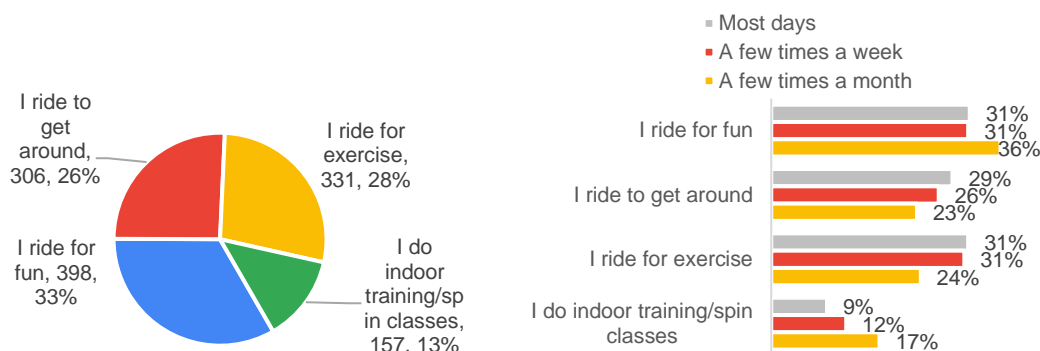 I ride to
get
around,
306, 26%
I ride for
exercise,
331, 28%
I ride for
fun, 398,
33%
I do
indoor
training/sp
in classes,
157, 13%
Most days
A few times a week
A few times a month
I ride for fun
31%
31%
36%
I ride to get around
29%
26%
23%
I ride for exercise
31%
31%
24%
I do indoor training/spin
classes
9%
12%
17%